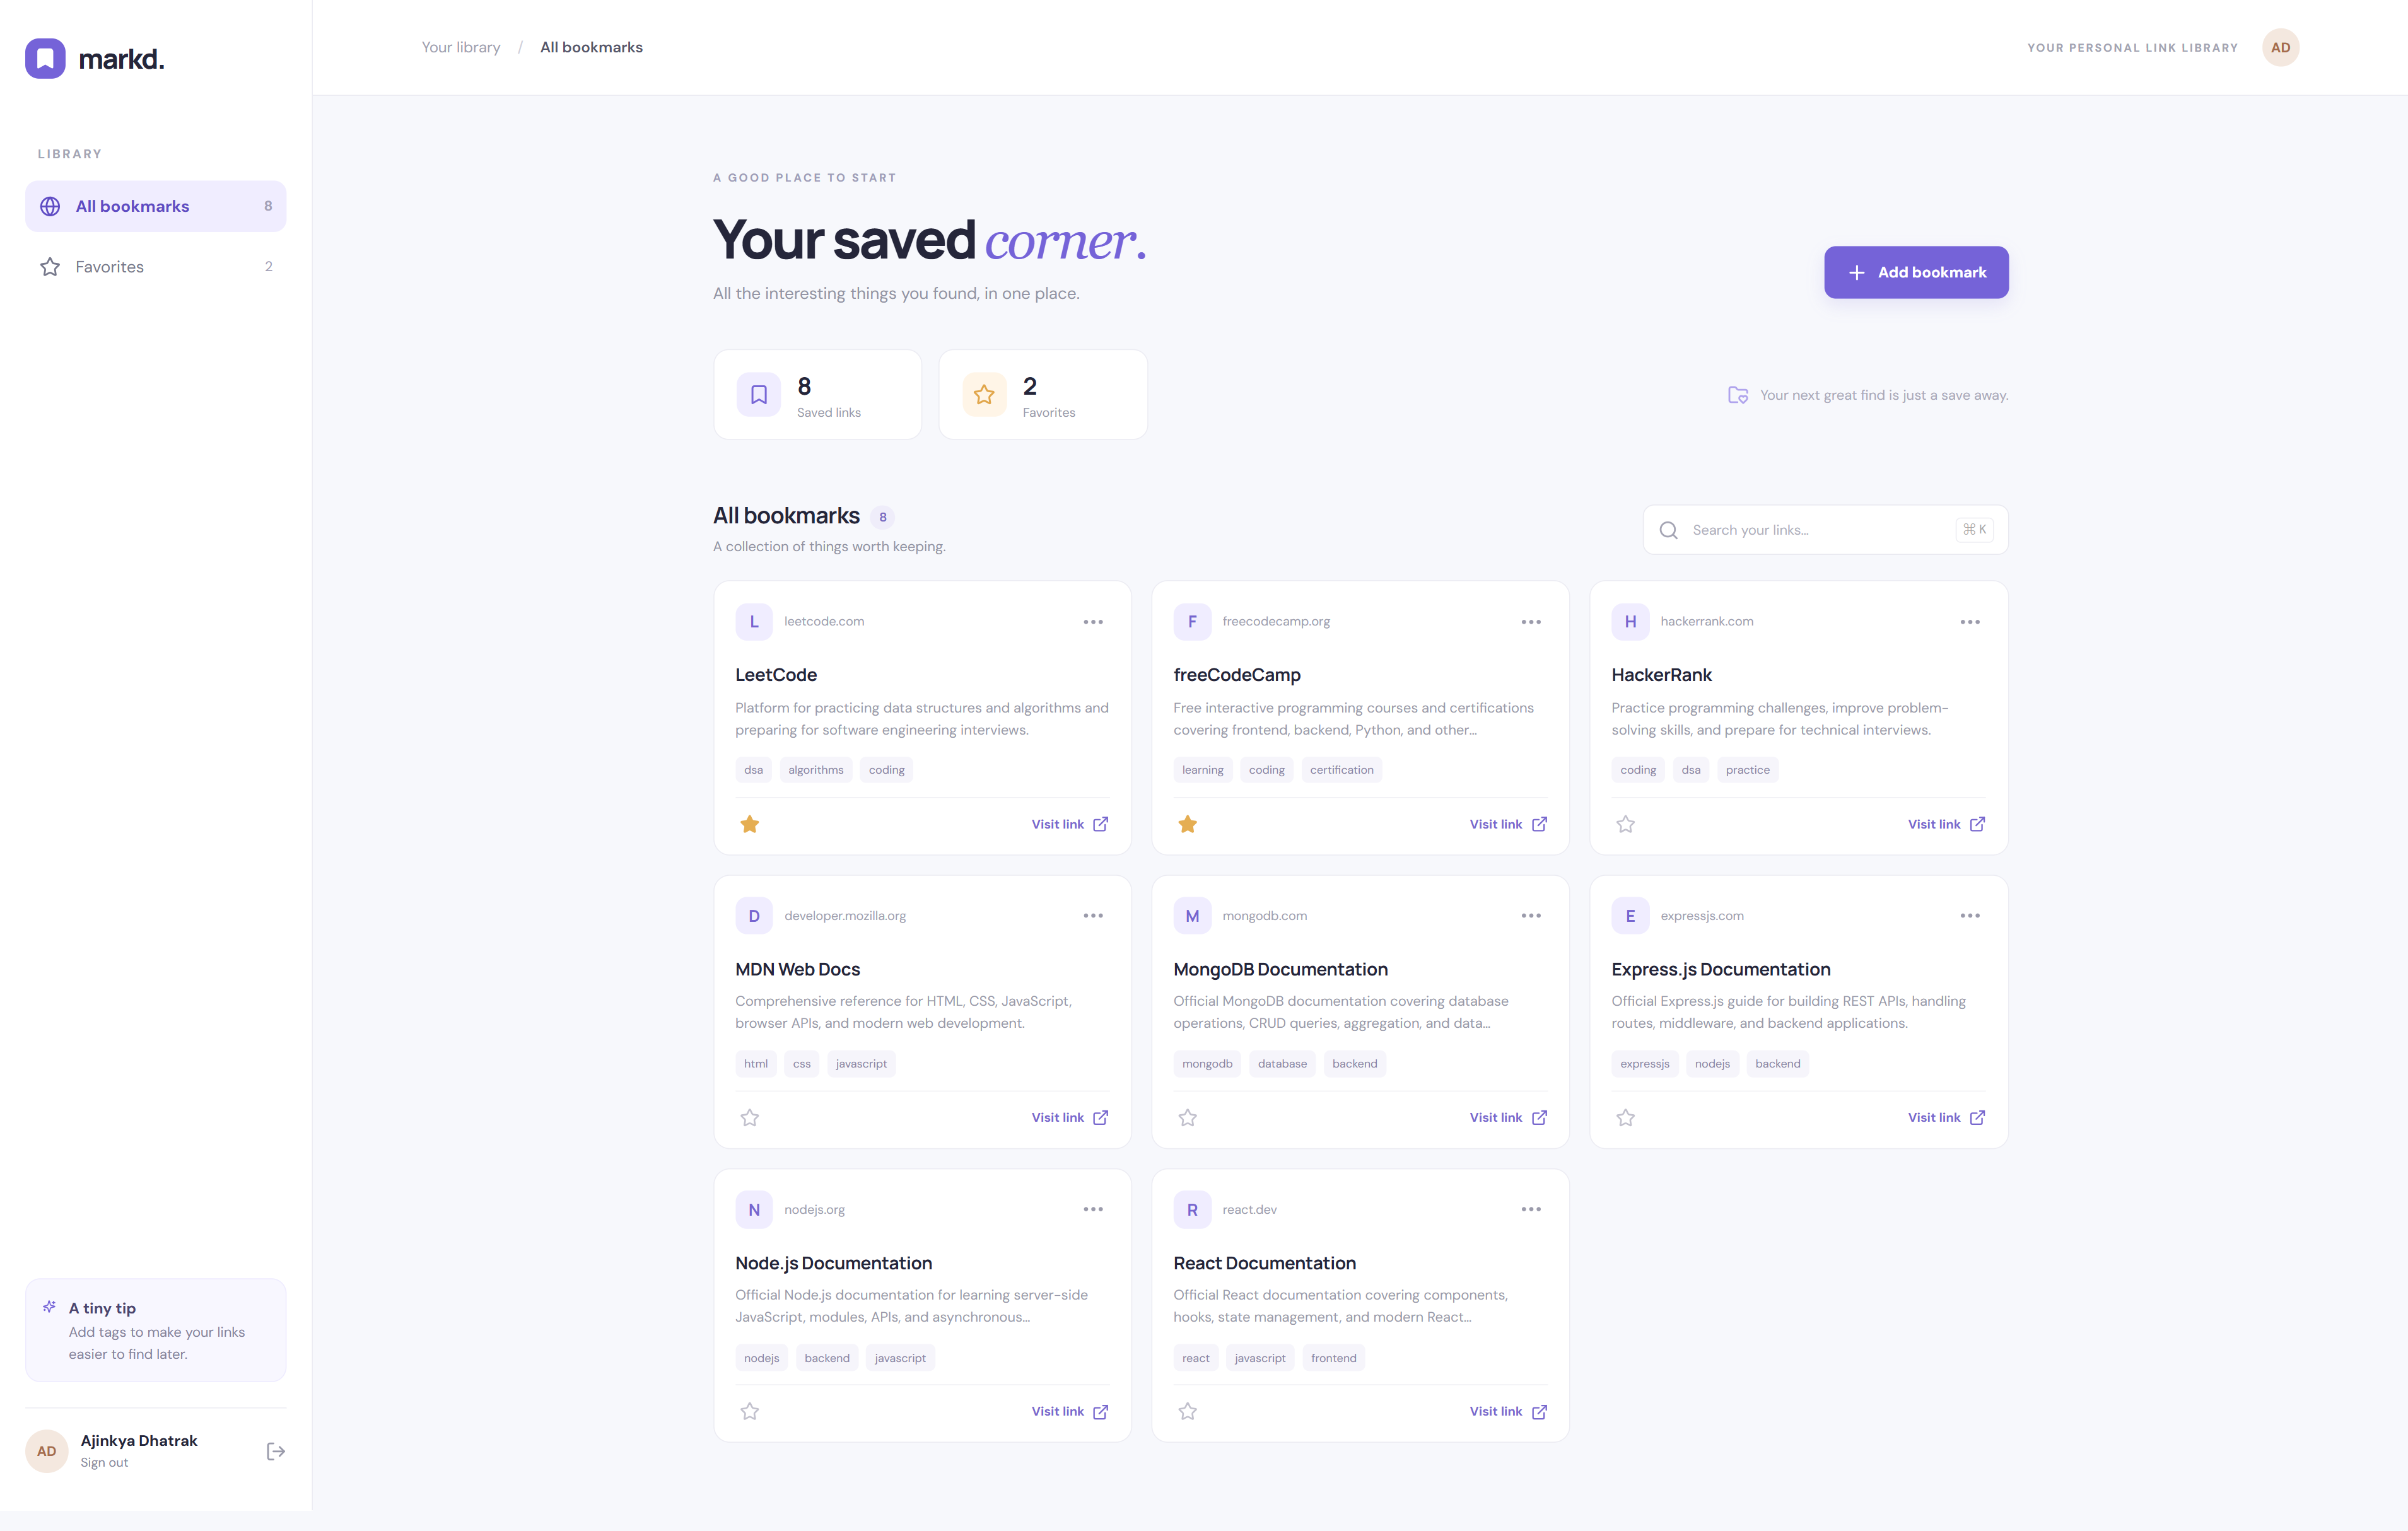 markd.
LIBRARY
All bookmarks 8
Favorites 2
A tiny tip
Add tags to make your links
easier to find later.
AD
Ajinkya Dhatrak
Sign out
Your library / All bookmarks
YOUR PERSONAL LINK LIBRARY AD
A GOOD PLACE TO START
Your saved corner.
All the interesting things you found, in one place.
Add bookmark
8
Saved links
2
Favorites
Your next great find is just a save away.
All bookmarks 8
A collection of things worth keeping.
Search your links... ⌘ K
L leetcode.com
LeetCode
Platform for practicing data structures and algorithms and
preparing for software engineering interviews.
dsa algorithms coding
Visit link
F freecodecamp.org
freeCodeCamp
Free interactive programming courses and certifications
covering frontend, backend, Python, and other...
learning coding certification
Visit link
H hackerrank.com
HackerRank
Practice programming challenges, improve problem-
solving skills, and prepare for technical interviews.
coding dsa practice
Visit link
D developer.mozilla.org
MDN Web Docs
Comprehensive reference for HTML, CSS, JavaScript,
browser APIs, and modern web development.
html css javascript
Visit link
M mongodb.com
MongoDB Documentation
Official MongoDB documentation covering database
operations, CRUD queries, aggregation, and data...
mongodb database backend
Visit link
E expressjs.com
Express.js Documentation
Official Express.js guide for building REST APIs, handling
routes, middleware, and backend applications.
expressjs nodejs backend
Visit link
N nodejs.org
Node.js Documentation
Official Node.js documentation for learning server-side
JavaScript, modules, APIs, and asynchronous...
nodejs backend javascript
Visit link
R react.dev
React Documentation
Official React documentation covering components,
hooks, state management, and modern React...
react javascript frontend
Visit link